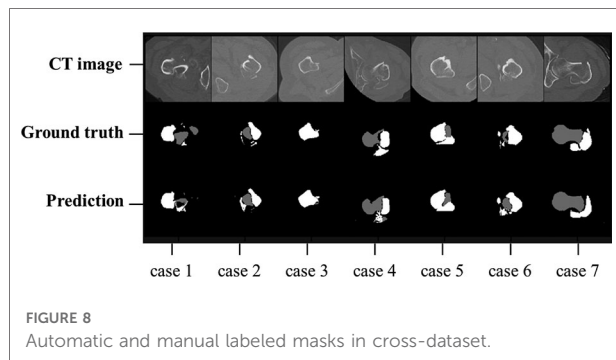 CT image
Ground truth
Prediction
case 1 case 2 case 3 case 4 case 5 case 6 case 7
FIGURE 8
Automatic and manual labeled masks in cross-dataset.